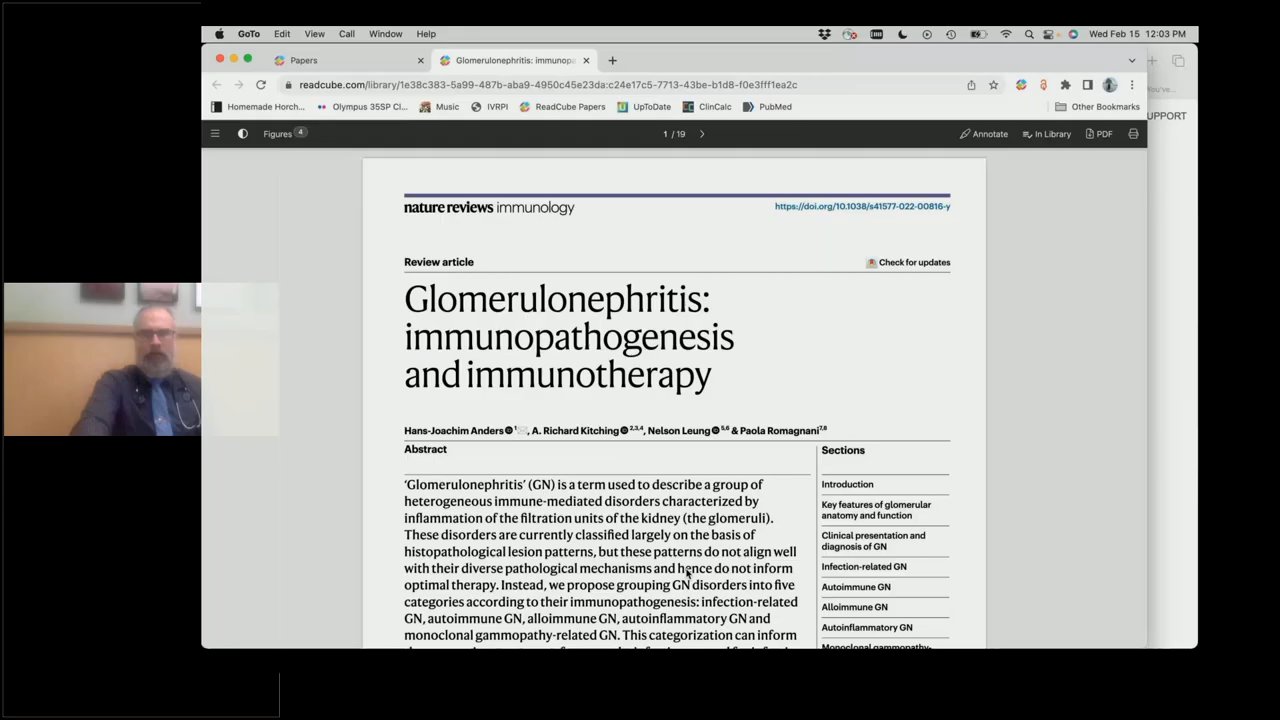 GoTo Edit View Call Window Help Wed Feb 15 12:03 PM
Papers Glomerulonephritis: immunop
readcube.com/library/1e38c383-5a99-487b-aba9-4950c45e23da:c24e17c5-7713-43be-b1d8-f0e3fff1ea2c
Homemade Horch... Olympus 35SP Cl... Music IVRPI ReadCube Papers UpToDate ClinCalc PubMed Other Bookmarks
UPPORT
Figures 4 1 / 19 Annotate In Library PDF
nature reviews immunology https://doi.org/10.1038/s41577-022-00816-y
Review article Check for updates
Glomerulonephritis:
immunopathogenesis
and immunotherapy
Hans-Joachim Anders 1, A. Richard Kitching 2,3,4, Nelson Leung 5,6 & Paola Romagnani 7,8
Abstract
'Glomerulonephritis' (GN) is a term used to describe a group of
heterogeneous immune-mediated disorders characterized by
inflammation of the filtration units of the kidney (the glomeruli).
These disorders are currently classified largely on the basis of
histopathological lesion patterns, but these patterns do not align well
with their diverse pathological mechanisms and hence do not inform
optimal therapy. Instead, we propose grouping GN disorders into five
categories according to their immunopathogenesis: infection-related
GN, autoimmune GN, alloimmune GN, autoinflammatory GN and
monoclonal gammopathy-related GN. This categorization can inform
Sections
Introduction
Key features of glomerular
anatomy and function
Clinical presentation and
diagnosis of GN
Infection-related GN
Autoimmune GN
Alloimmune GN
Autoinflammatory GN
Monoclonal gammopathy-